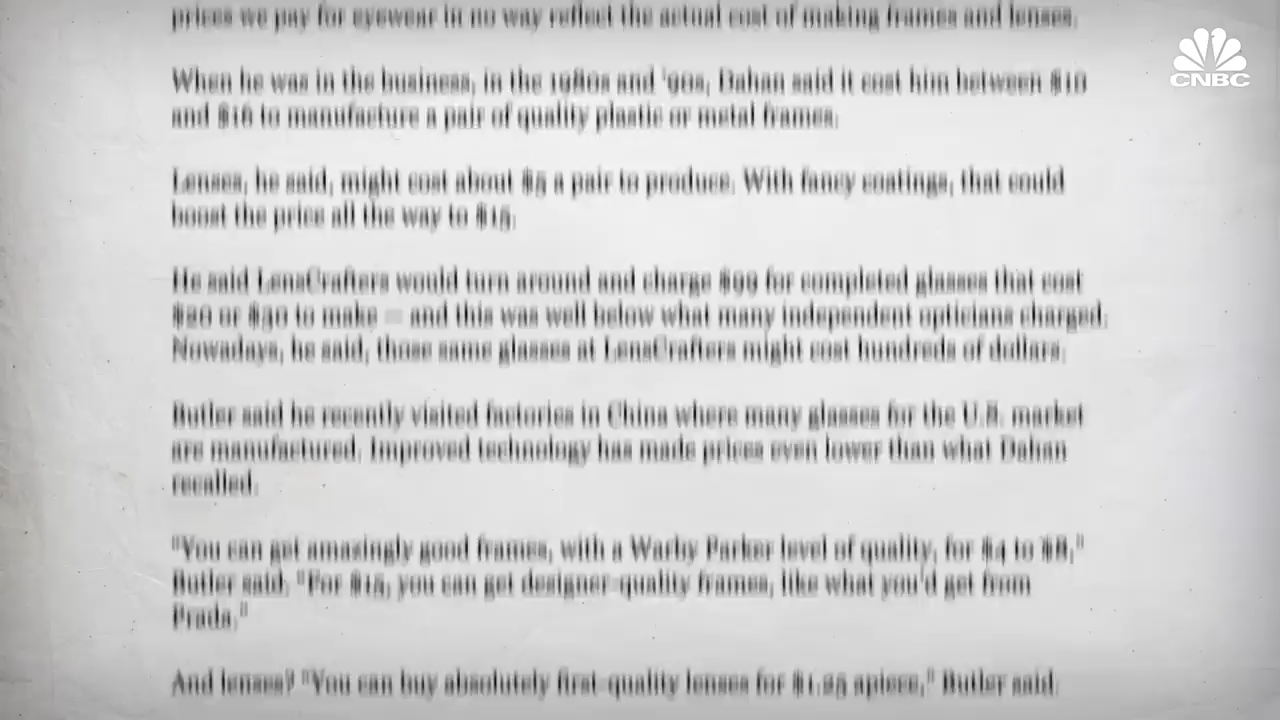 prices we pay for eyewear in no way reflect the actual cost of making frames and lenses.
CNBC
When he was in the business, in the 1980s and '90s, Dahan said it cost him between $10
and $16 to manufacture a pair of quality plastic or metal frames.
Lenses, he said, might cost about $5 a pair to produce. With fancy coatings, that could
boost the price all the way to $15.
He said LensCrafters would turn around and charge $99 for completed glasses that cost
$20 or $30 to make — and this was well below what many independent opticians charged.
Nowadays, he said, those same glasses at LensCrafters might cost hundreds of dollars.
Butler said he recently visited factories in China where many glasses for the U.S. market
are manufactured. Improved technology has made prices even lower than what Dahan
recalled.
"You can get amazingly good frames, with a Warby Parker level of quality, for $4 to $8,"
Butler said. "For $15, you can get designer-quality frames, like what you'd get from
Prada."
And lenses? "You can buy absolutely first-quality lenses for $1.25 apiece," Butler said.